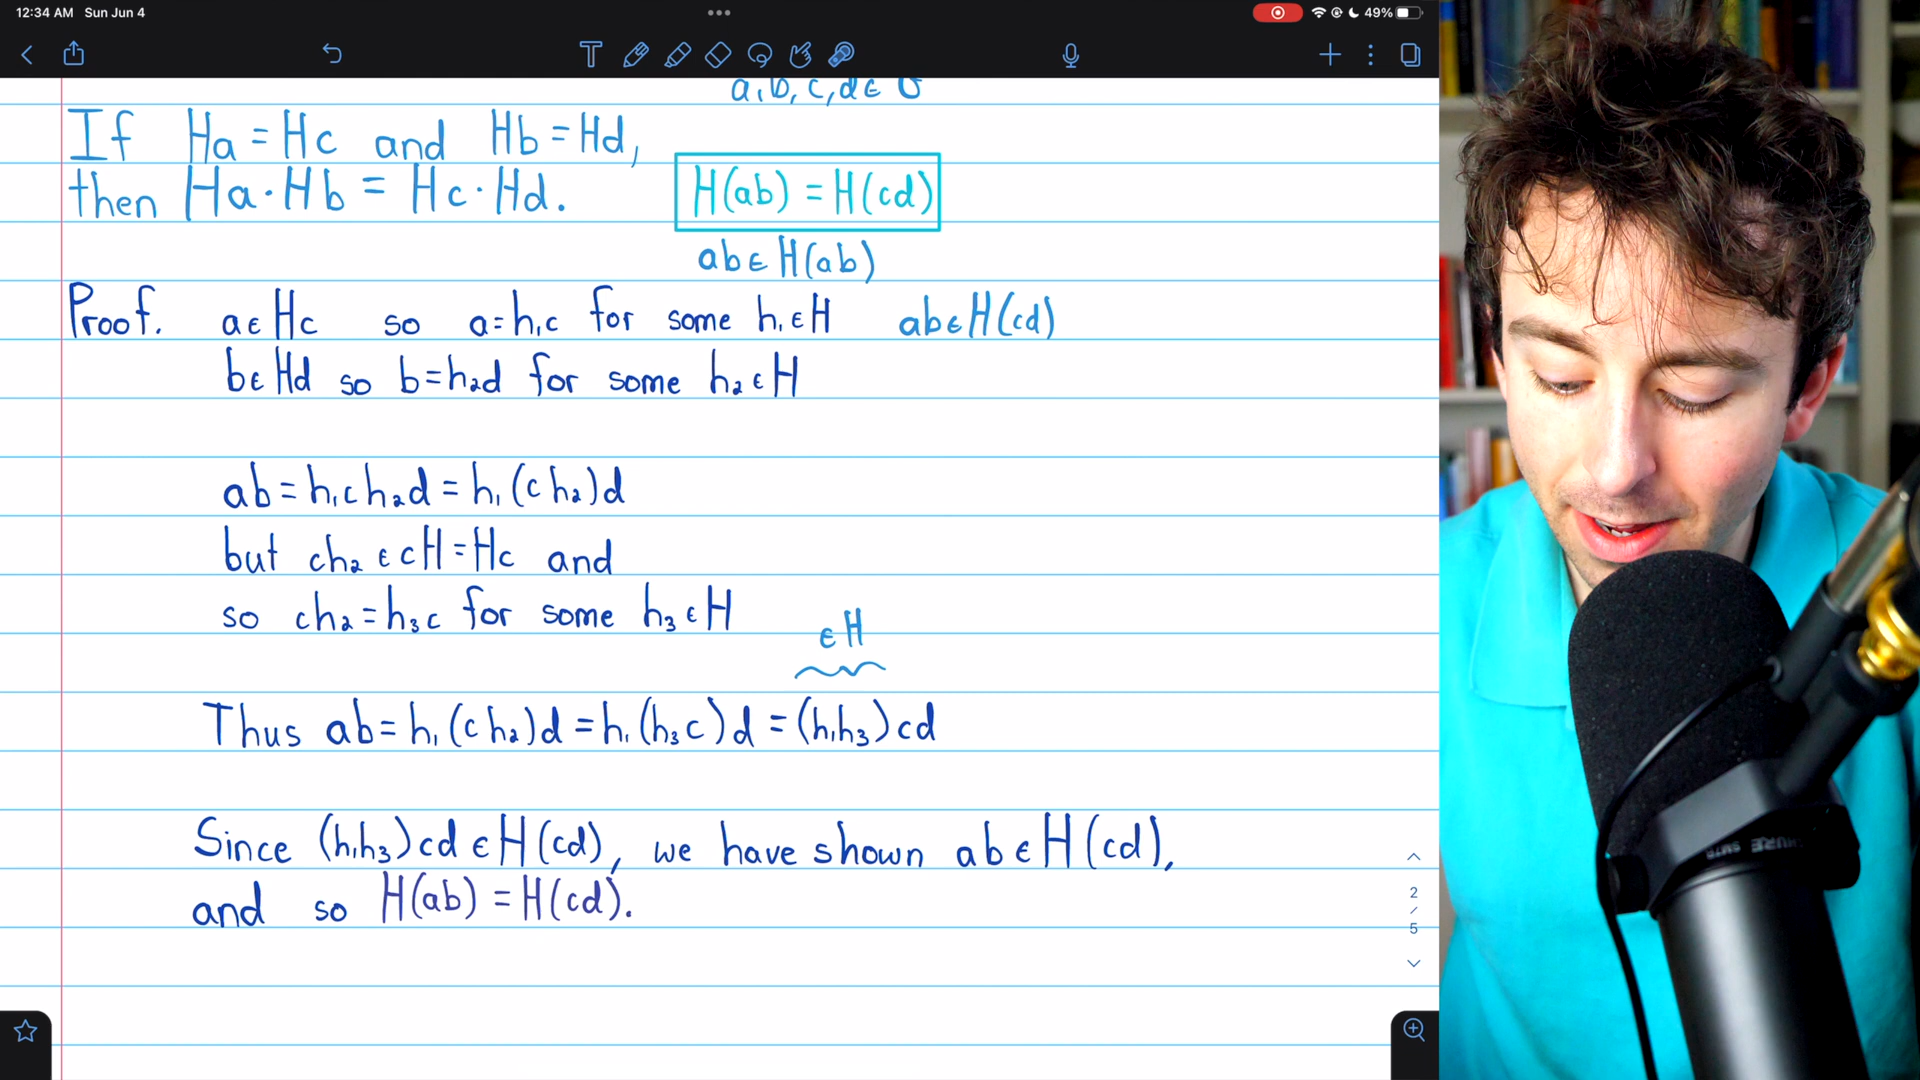 12:34 AM Sun Jun 4
49%
a,b,c,d ∈ G
If Ha = Hc and Hb = Hd,
then Ha · Hb = Hc · Hd.
H(ab) = H(cd)
ab ∈ H(ab)
Proof. a ∈ Hc so a = h₁c for some h₁ ∈ H
ab ∈ H(cd)
b ∈ Hd so b = h₂d for some h₂ ∈ H
ab = h₁ch₂d = h₁(ch₂)d
but ch₂ ∈ cH = Hc and
so ch₂ = h₃c for some h₃ ∈ H
∈ H
Thus ab = h₁(ch₂)d = h₁(h₃c)d = (h₁h₃)cd
Since (h₁h₃)cd ∈ H(cd), we have shown ab ∈ H(cd),
and so H(ab) = H(cd).
2
/
5
SHURE SM7B